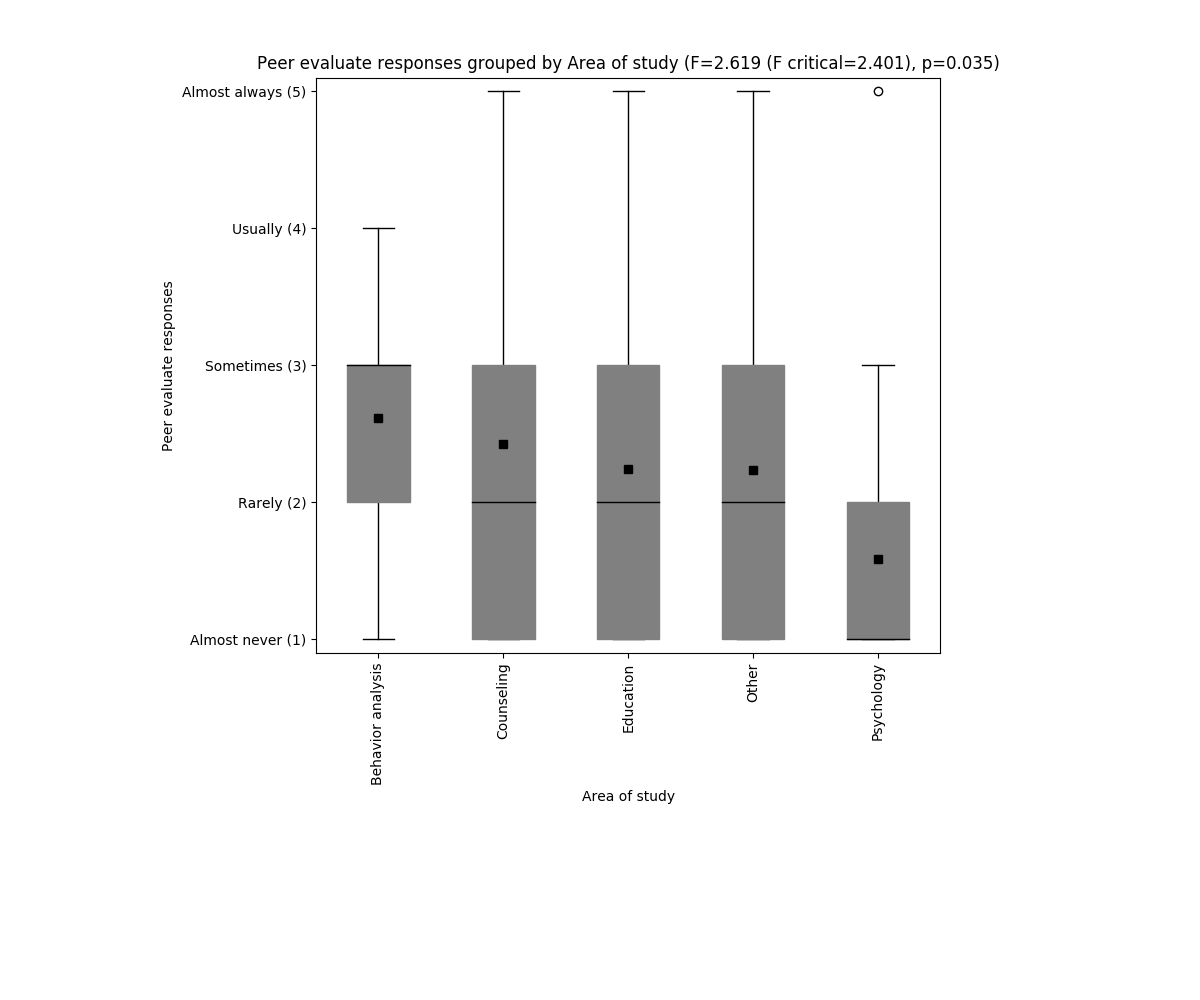 Peer evaluate responses grouped by Area of study (F=2.619 (F critical=2.401), p=0.035)
Almost always (5)
Usually (4)
Sometimes (3)
Rarely (2)
Almost never (1)
Peer evaluate responses
Behavior analysis
Counseling
Education
Other
Psychology
Area of study